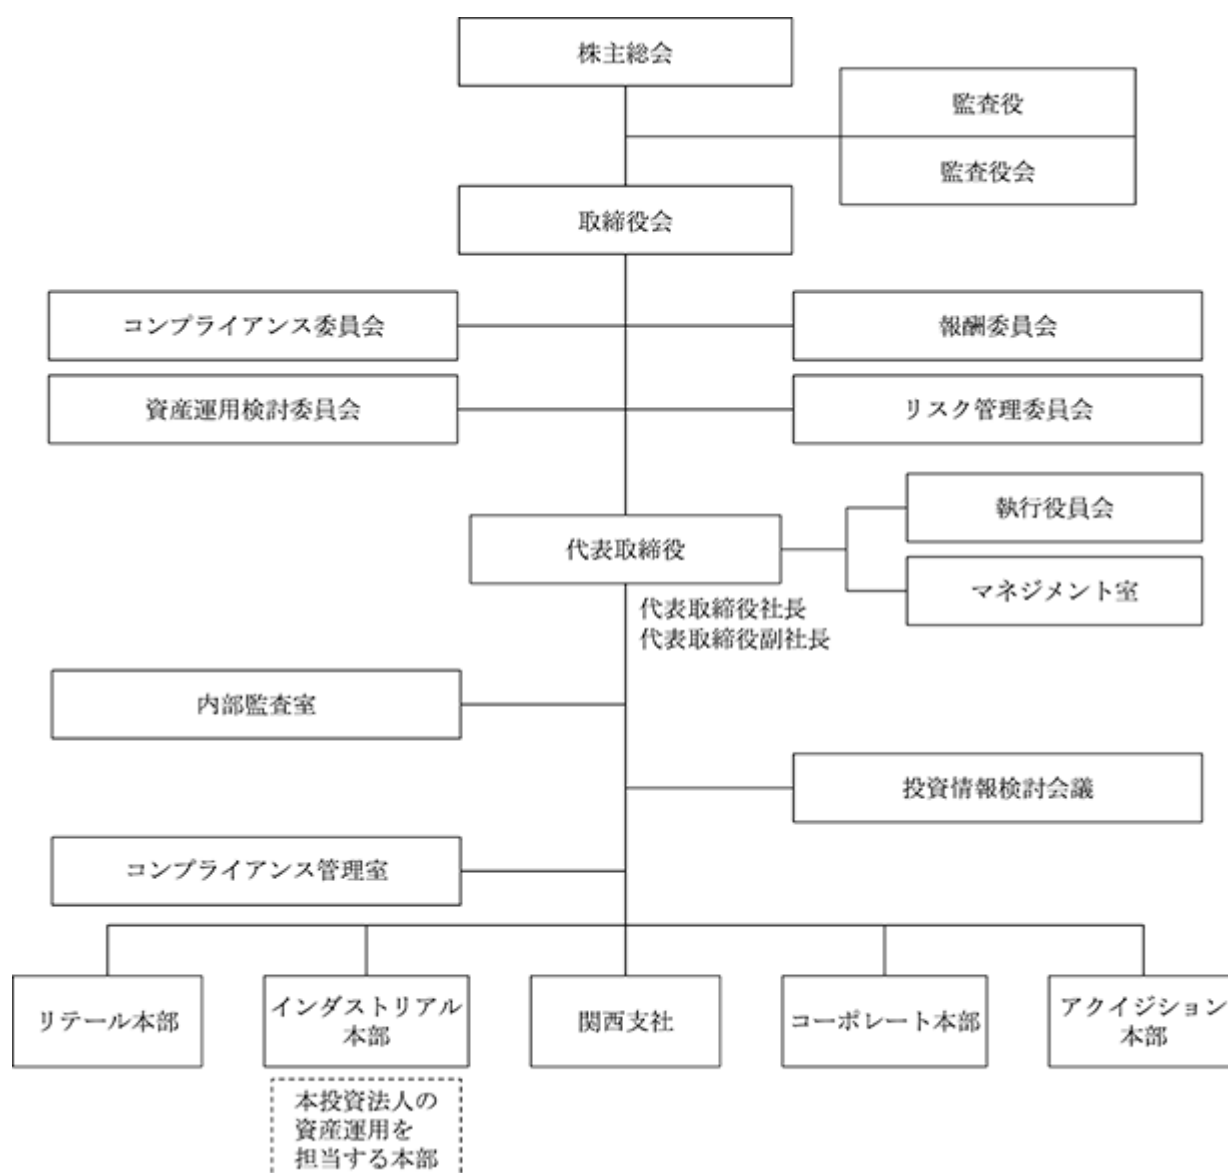 株主総会
監査役
監査役会
取締役会
コンプライアンス委員会
報酬委員会
資産運用検討委員会
リスク管理委員会
執行役員会
代表取締役
マネジメント室
代表取締役社長
代表取締役副社長
内部監査室
投資情報検討会議
コンプライアンス管理室
リテール本部
インダストリアル
本部
関西支社
コーポレート本部
アクイジション
本部
本投資法人の
資産運用を
担当する本部